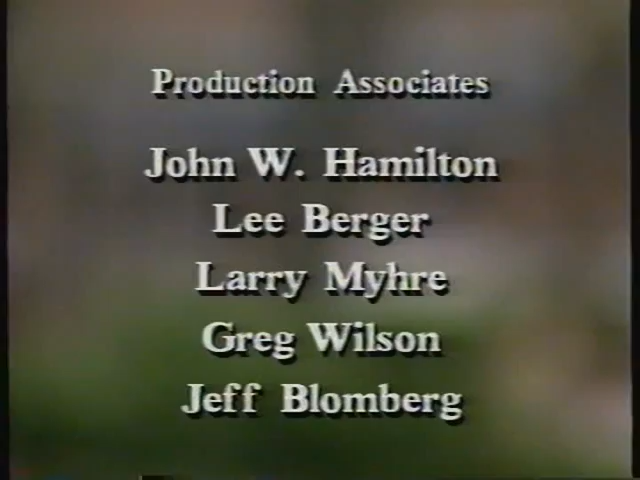 Production Associates
John W. Hamilton
Lee Berger
Larry Myhre
Greg Wilson
Jeff Blomberg